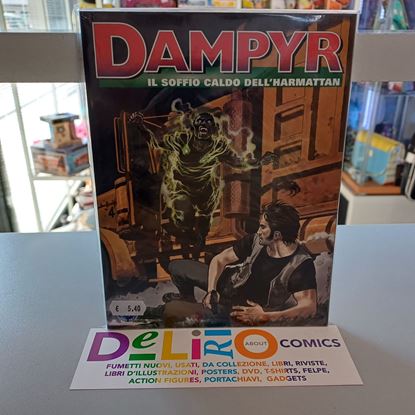 DAMPYR
IL SOFFIO CALDO DELL'HARMATTAN
€ 5,40
DeLiRiO ABOUT COMICS
FUMETTI NUOVI, USATI, DA COLLEZIONE, LIBRI, RIVISTE,
LIBRI D'ILLUSTRAZIONI, POSTERS, DVD, T-SHIRTS, FELPE,
ACTION FIGURES, PORTACHIAVI, GADGETS